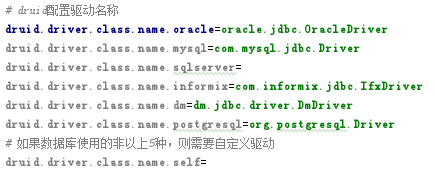 # druid配置驱动名称
druid.driver.class.name.oracle=oracle.jdbc.OracleDriver
druid.driver.class.name.mysql=com.mysql.jdbc.Driver
druid.driver.class.name.sqlserver=
druid.driver.class.name.informix=com.informix.jdbc.IfxDriver
druid.driver.class.name.dm=dm.jdbc.driver.DmDriver
druid.driver.class.name.postgresql=org.postgresql.Driver
# 如果数据库使用的非以上5种，则需要自定义驱动
druid.driver.class.name.self=